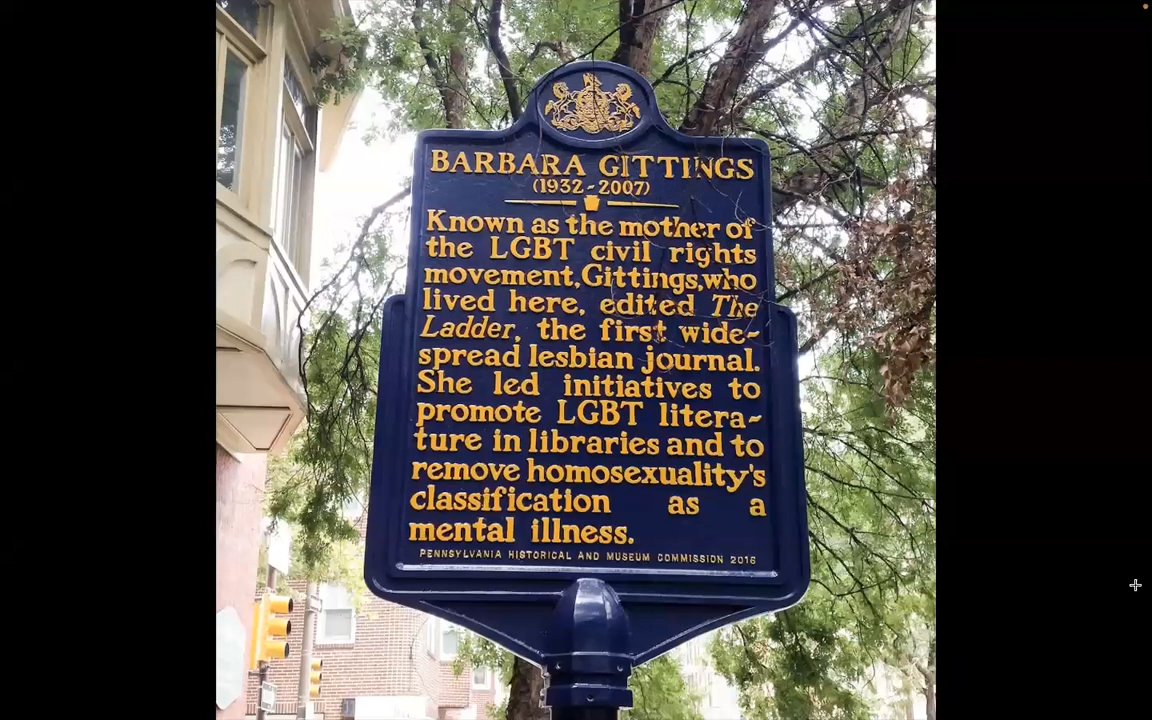 BARBARA GITTINGS
(1932-2007)
Known as the mother of
the LGBT civil rights
movement, Gittings, who
lived here, edited The
Ladder, the first wide-
spread lesbian journal.
She led initiatives to
promote LGBT litera-
ture in libraries and to
remove homosexuality's
classification as a
mental illness.
PENNSYLVANIA HISTORICAL AND MUSEUM COMMISSION 2016